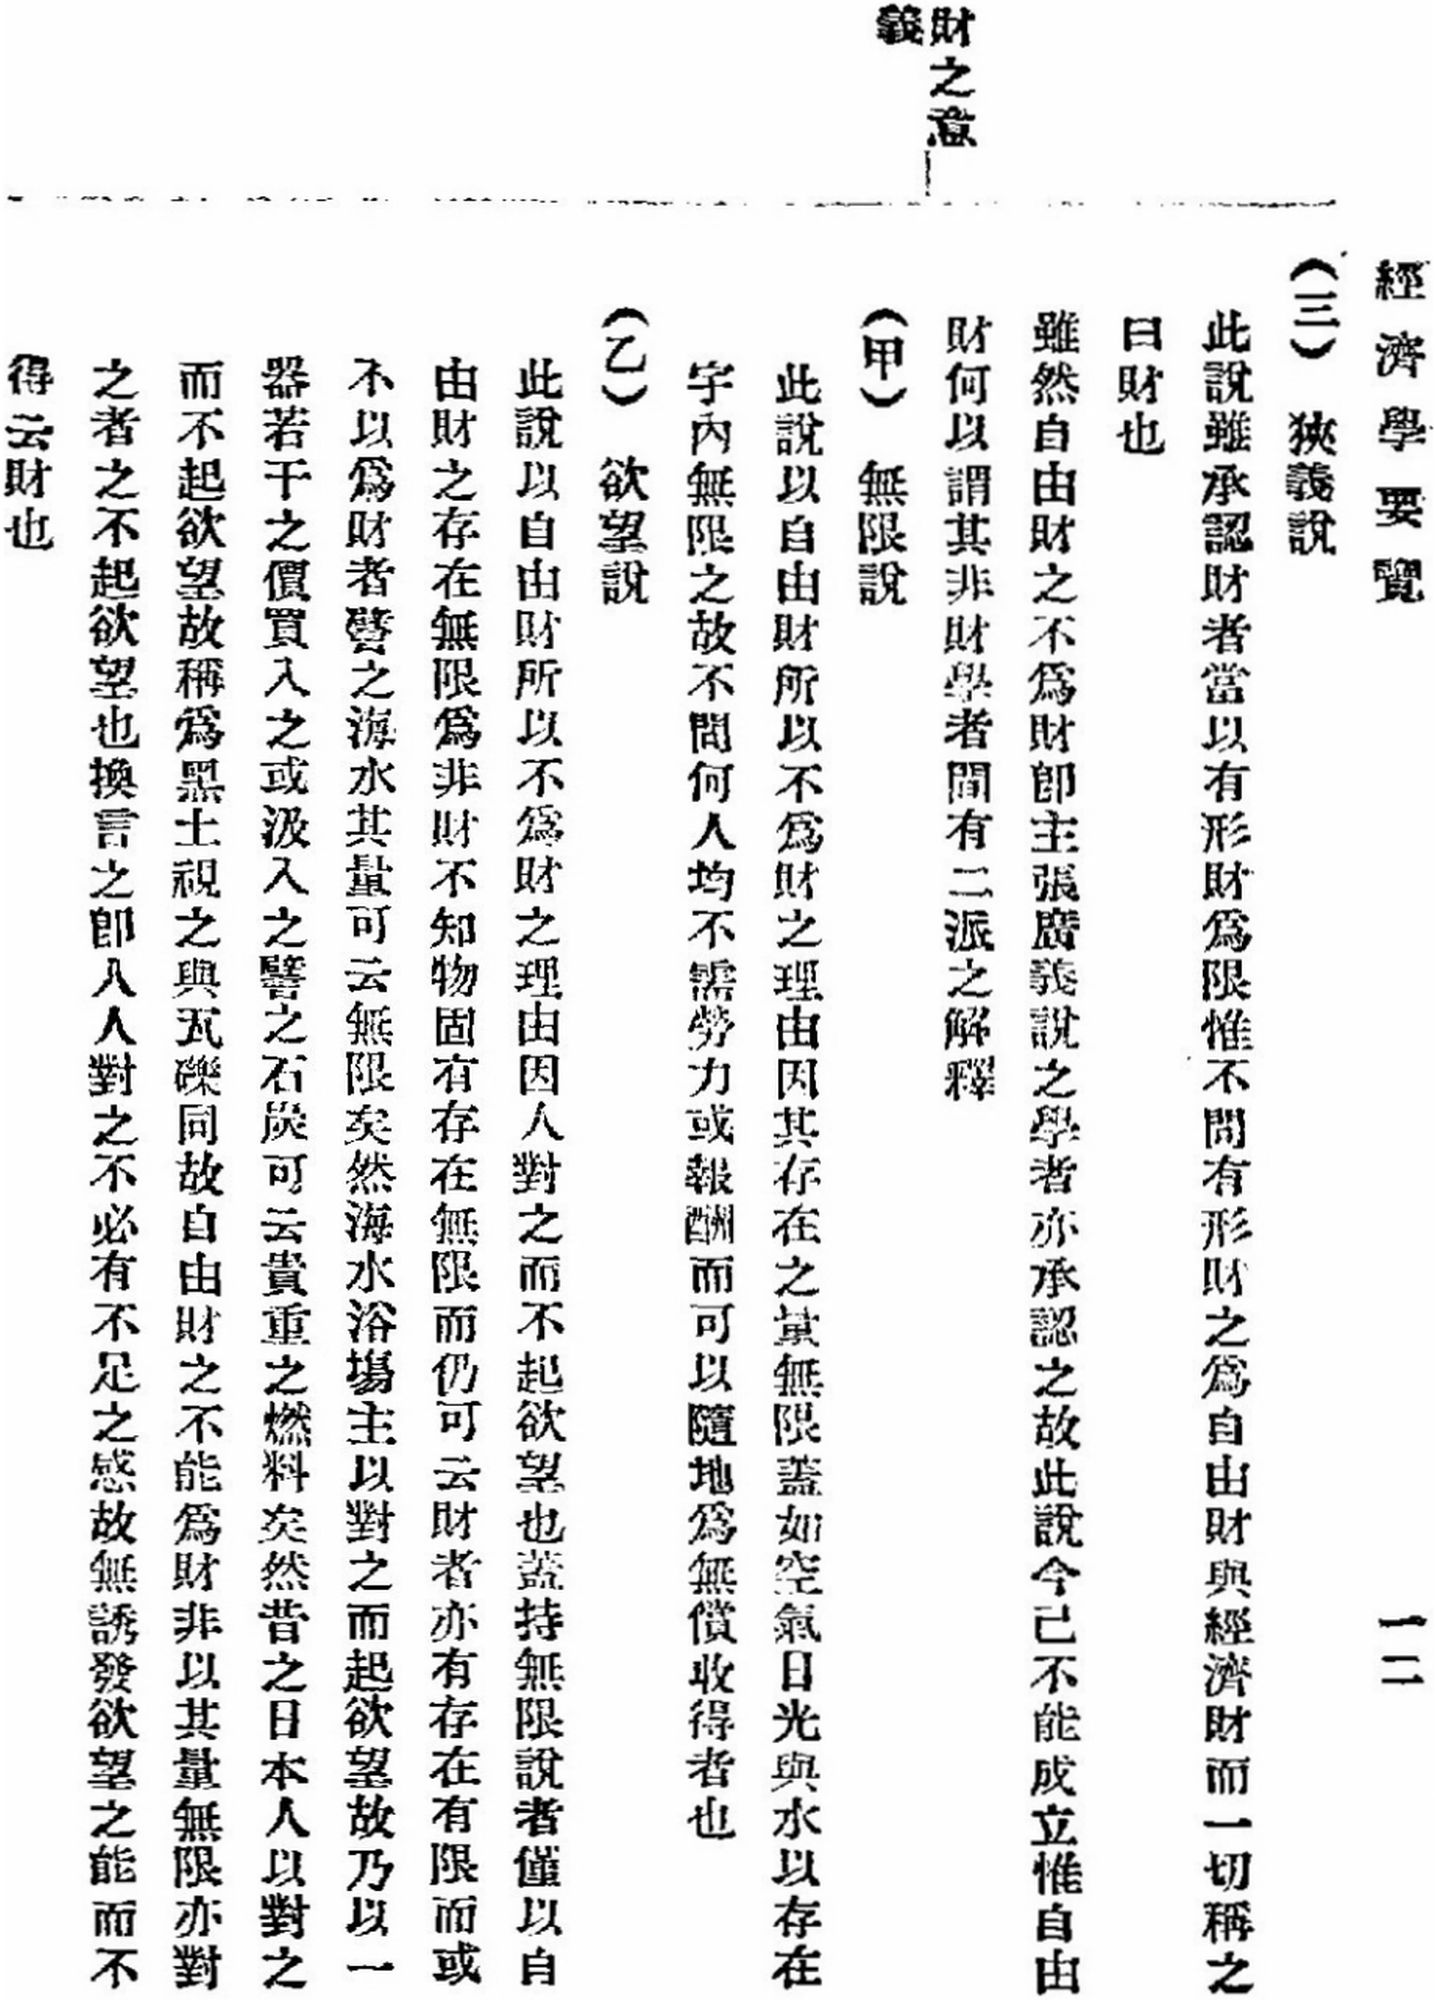 經濟學要覽
一二
財之意
義
(三) 狹義說
此說雖承認財者當以有形財爲限惟不問有形財之爲自由財與經濟財而一切稱之
曰財也
雖然自由財之不爲財卽主張廣義說之學者亦承認之故此說今已不能成立惟自由
財何以謂其非財學者間有二派之解釋
(甲) 無限說
此說以自由財所以不爲財之理由因其存在之量無限蓋如空氣日光與水以存在
宇內無限之故不問何人均不需勞力或報酬而可以隨地爲無償收得者也
(乙) 欲望說
此說以自由財所以不爲財之理由因人對之而不起欲望也蓋持無限說者僅以自
由財之存在無限爲非財不知物固有存在無限而仍可云財者亦有存在有限而或
不以爲財者譬之海水其量可云無限矣然海水浴塲主以對之而起欲望故乃以一
器若干之價買入之或汲入之譬之石炭可云貴重之燃料矣然昔之日本人以對之
而不起欲望故稱爲黑土視之與瓦礫同故自由財之不能爲財非以其量無限亦對
之者之不起欲望也換言之卽人人對之不必有不足之感故無誘發欲望之能而不
得云財也